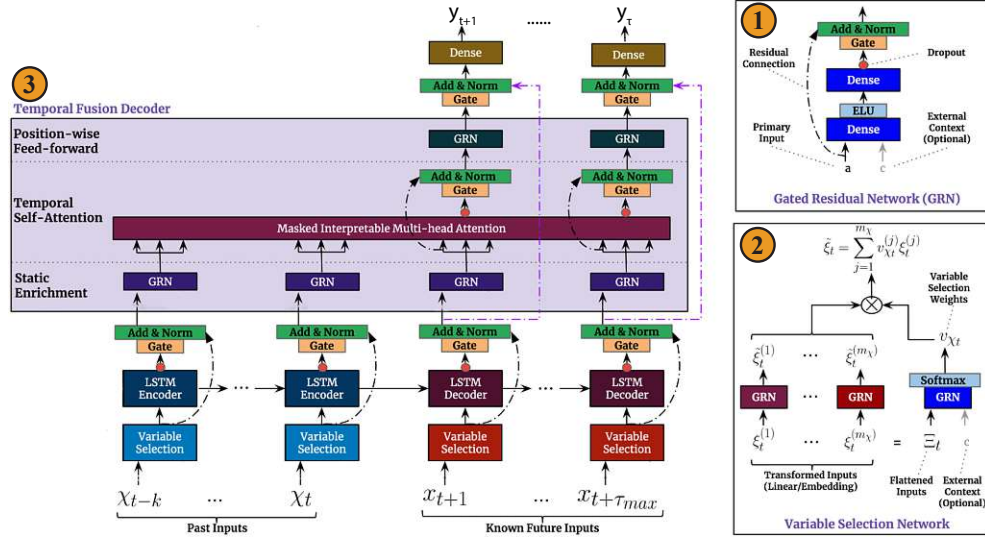 y_{t+1} ...... y_τ
Dense Dense
Add & Norm Add & Norm
Gate Gate
3
Temporal Fusion Decoder
Position-wise
Feed-forward
GRN GRN
Add & Norm Add & Norm
Gate Gate
Temporal
Self-Attention
Masked Interpretable Multi-head Attention
Static
Enrichment
GRN GRN GRN GRN
Add & Norm Add & Norm Add & Norm Add & Norm
Gate Gate Gate Gate
LSTM Encoder ... LSTM Encoder LSTM Decoder ... LSTM Decoder
Variable Selection Variable Selection Variable Selection Variable Selection
χ_{t−k} ... χ_t x_{t+1} ... x_{t+τ_{max}}
Past Inputs Known Future Inputs
1
Add & Norm
Gate
Residual
Connection
Dropout
Dense
ELU
Dense
Primary
Input
External
Context
(Optional)
a c
Gated Residual Network (GRN)
2
ξ̃_t = ∑_{j=1}^{m_χ} v_{χ_t}^{(j)} ξ̃_t^{(j)}
Variable
Selection
Weights
ξ̃_t^{(1)} ... ξ̃_t^{(m_χ)} v_{χ_t}
Softmax
GRN GRN GRN
ξ_t^{(1)} ... ξ_t^{(m_χ)} = Ξ_t c
Transformed Inputs
(Linear/Embedding)
Flattened
Inputs
External
Context
(Optional)
Variable Selection Network